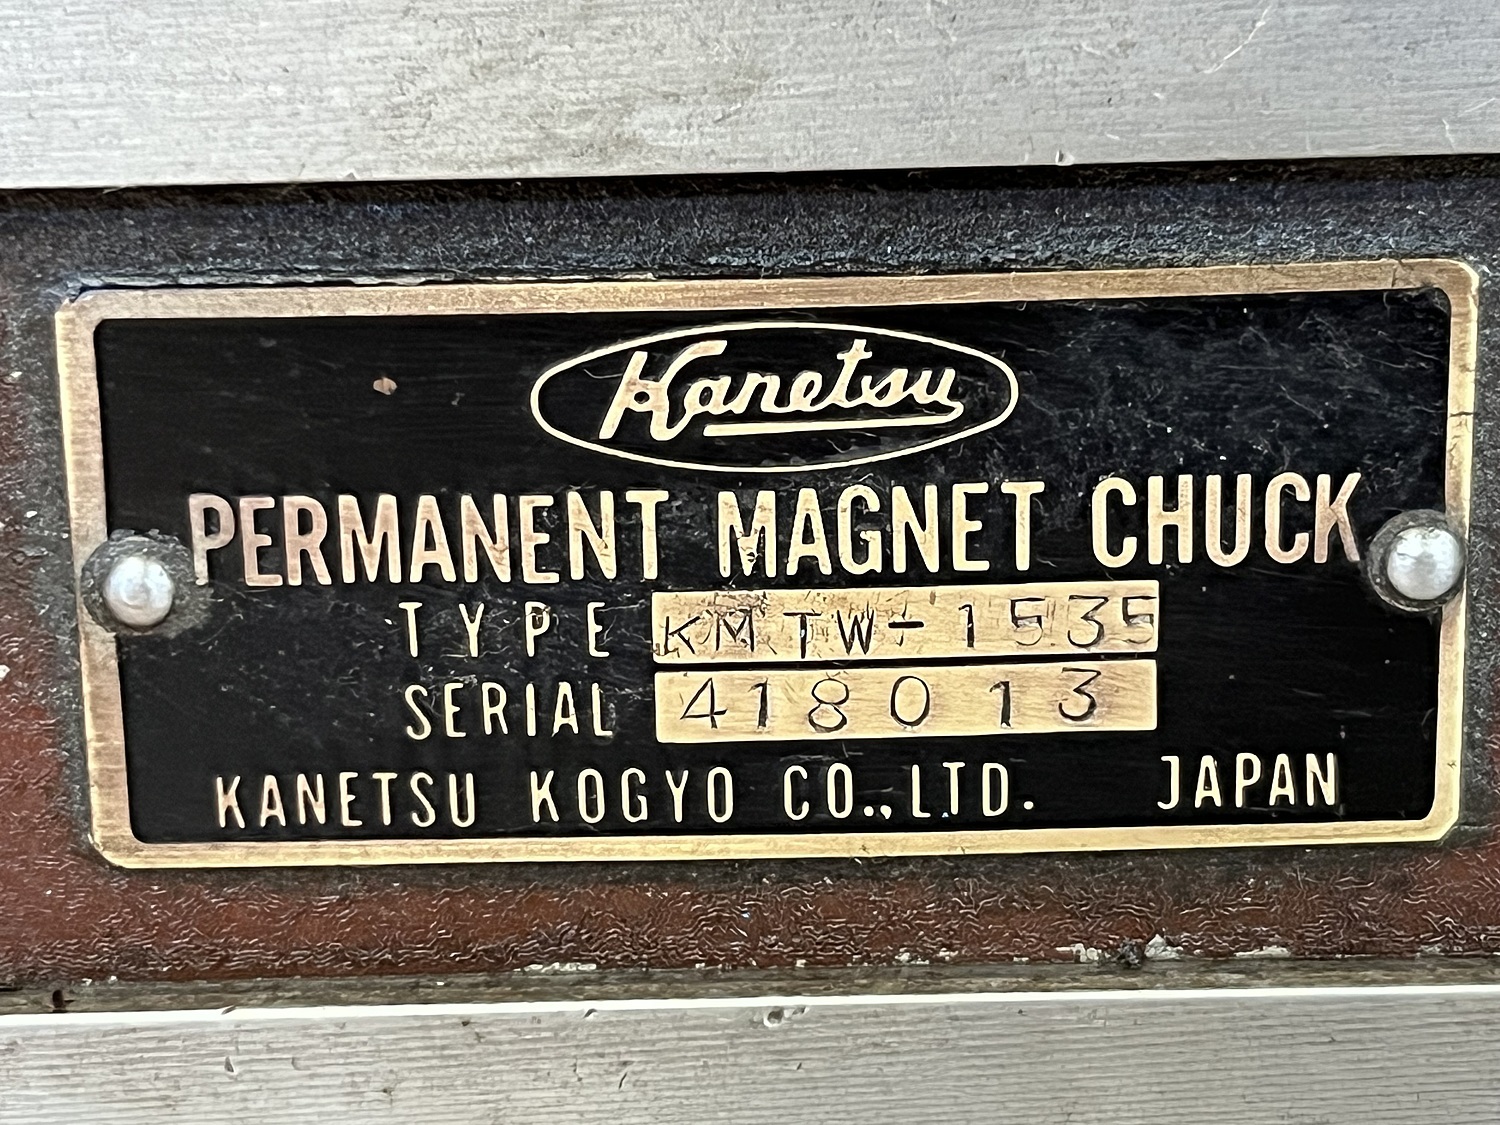 Kanetsu
PERMANENT MAGNET CHUCK
TYPE KMTW-1535
SERIAL 418013
KANETSU KOGYO CO., LTD. JAPAN